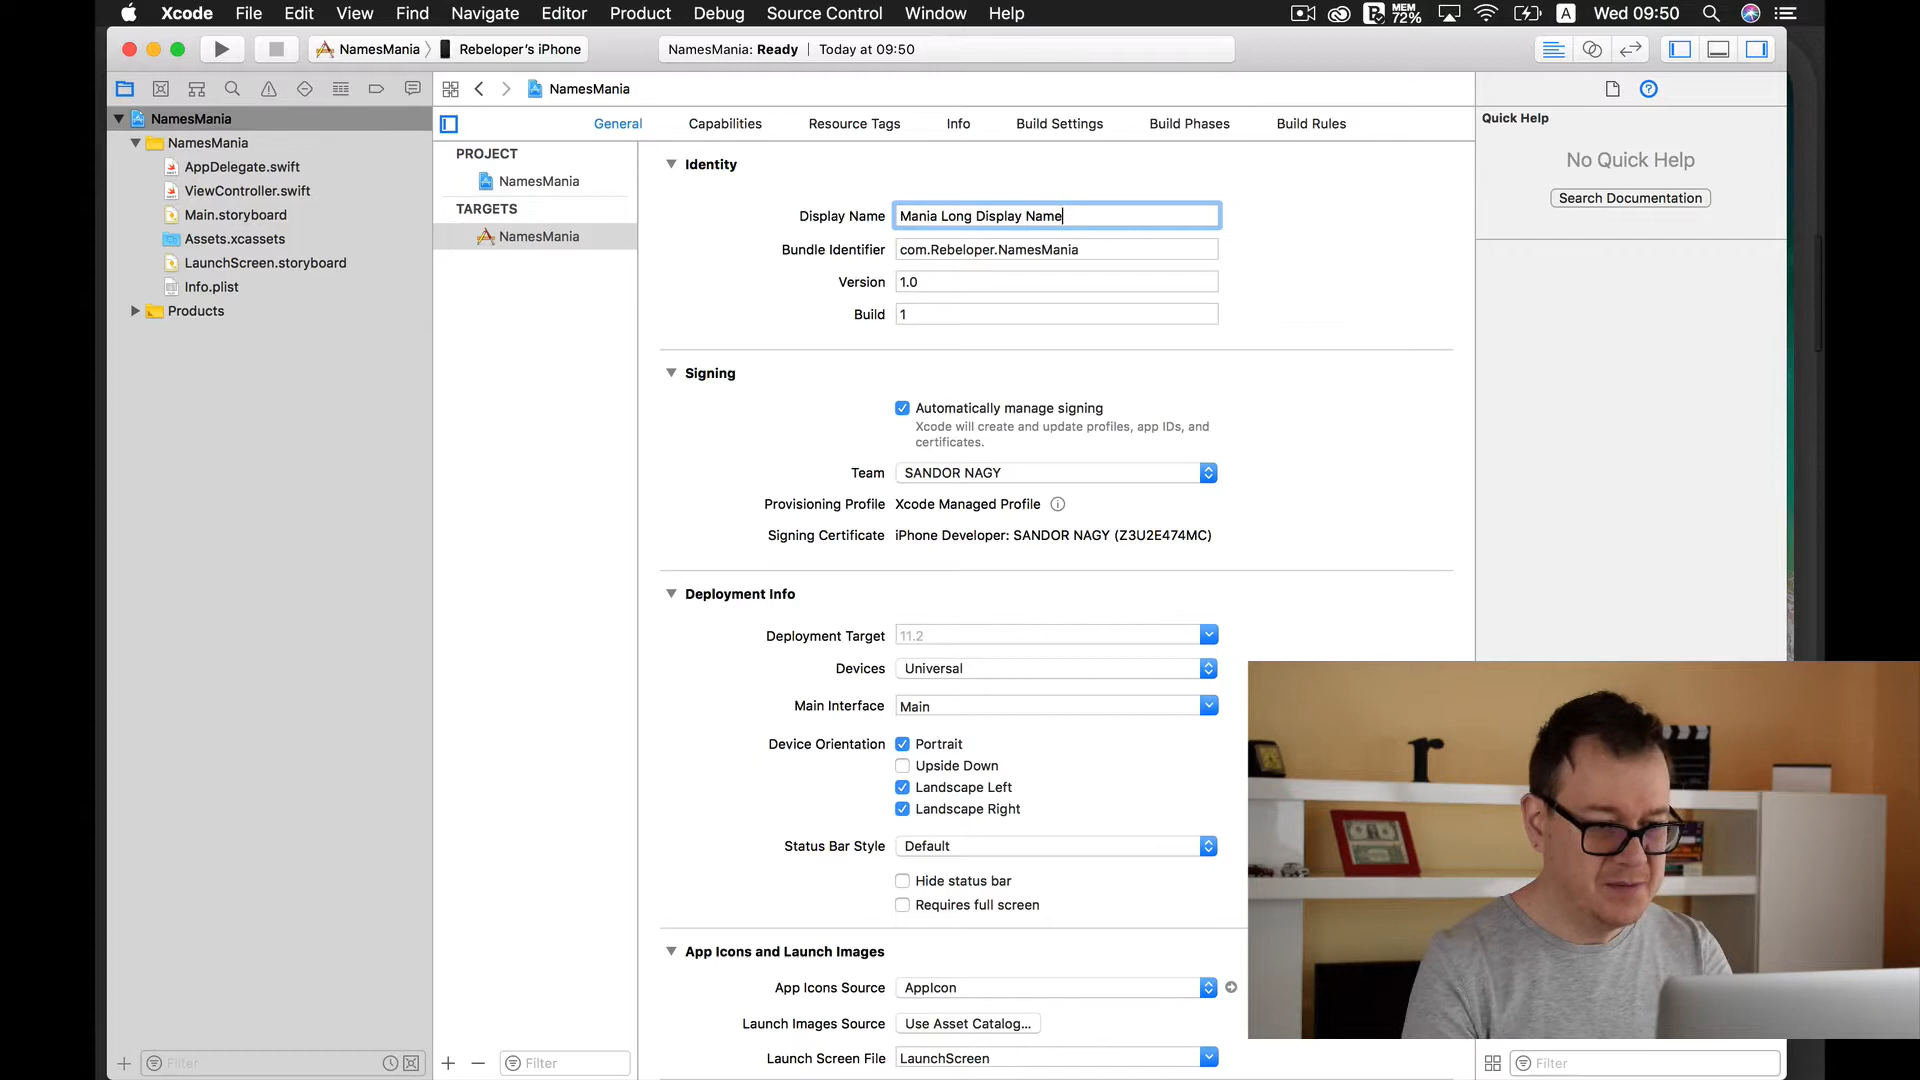 Xcode File Edit View Find Navigate Editor Product Debug Source Control Window Help MEM 72% A Wed 09:50
NamesMania Rebeloper's iPhone NamesMania: Ready Today at 09:50
NamesMania
NamesMania
NamesMania
AppDelegate.swift
ViewController.swift
Main.storyboard
Assets.xcassets
LaunchScreen.storyboard
Info.plist
Products
Filter
General Capabilities Resource Tags Info Build Settings Build Phases Build Rules
PROJECT
NamesMania
TARGETS
NamesMania
Filter
Identity
Display Name Mania Long Display Name
Bundle Identifier com.Rebeloper.NamesMania
Version 1.0
Build 1
Signing
Automatically manage signing
Xcode will create and update profiles, app IDs, and
certificates.
Team SANDOR NAGY
Provisioning Profile Xcode Managed Profile
Signing Certificate iPhone Developer: SANDOR NAGY (Z3U2E474MC)
Deployment Info
Deployment Target 11.2
Devices Universal
Main Interface Main
Device Orientation Portrait
Upside Down
Landscape Left
Landscape Right
Status Bar Style Default
Hide status bar
Requires full screen
App Icons and Launch Images
App Icons Source AppIcon
Launch Images Source Use Asset Catalog...
Launch Screen File LaunchScreen
Quick Help
No Quick Help
Search Documentation
r
Filter